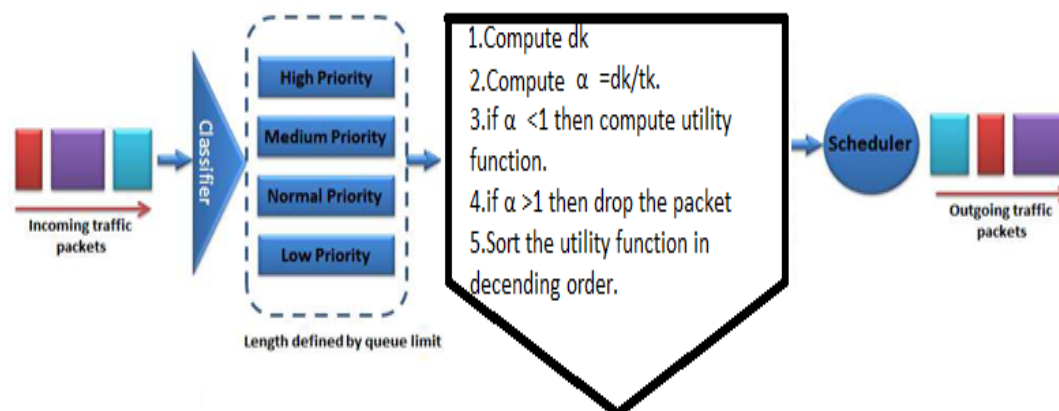 Incoming traffic
packets
Classifier
High Priority
Medium Priority
Normal Priority
Low Priority
Length defined by queue limit
1.Compute dk
2.Compute α =dk/tk.
3.if α <1 then compute utility
function.
4.if α >1 then drop the packet
5.Sort the utility function in
decending order.
Scheduler
Outgoing traffic
packets